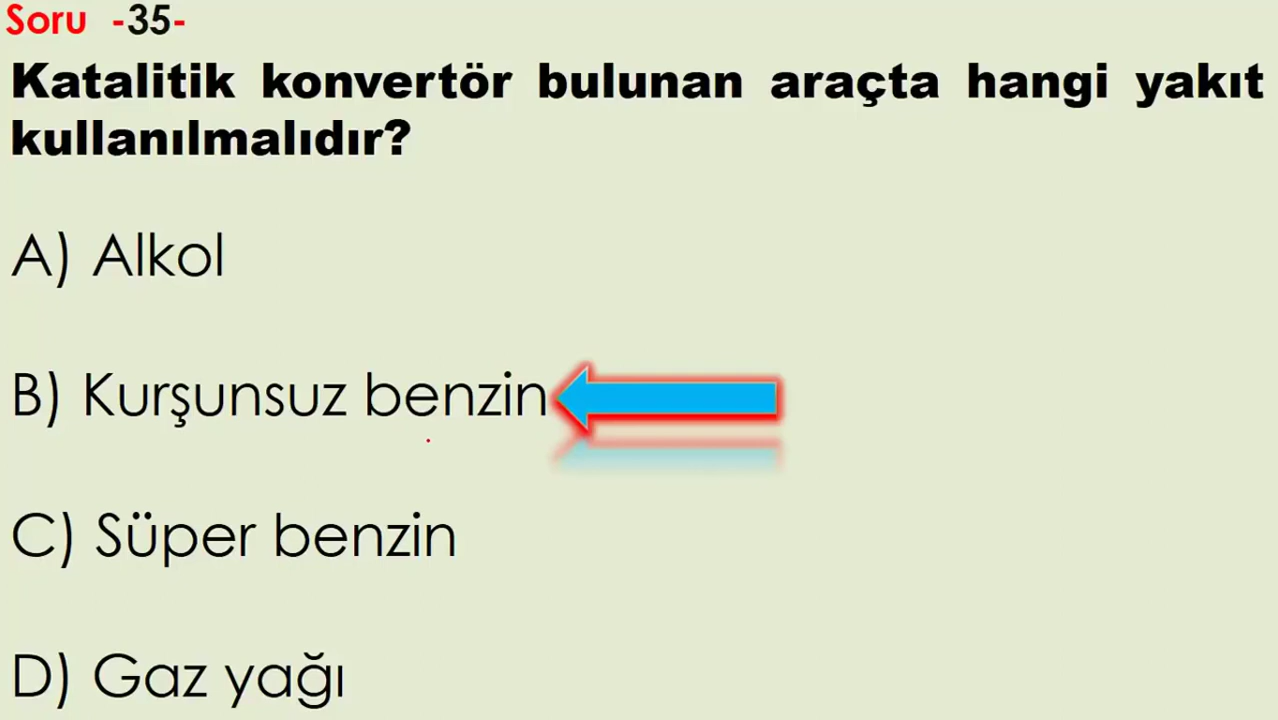 Soru -35-
Katalitik konvertör bulunan araçta hangi yakıt
kullanılmalıdır?
A) Alkol
B) Kurşunsuz benzin
C) Süper benzin
D) Gaz yağı